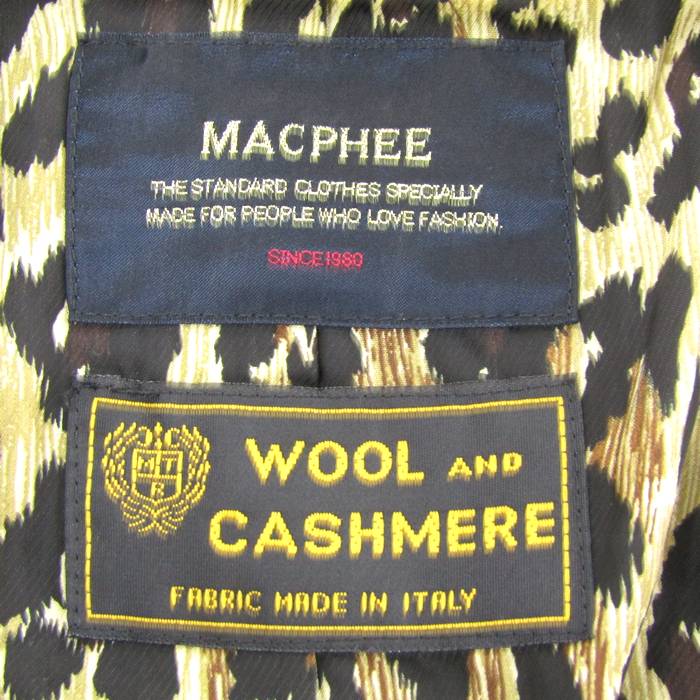 MACPHEE
THE STANDARD CLOTHES SPECIALLY
MADE FOR PEOPLE WHO LOVE FASHION.
SINCE1980
MTR
WOOL AND
CASHMERE
FABRIC MADE IN ITALY